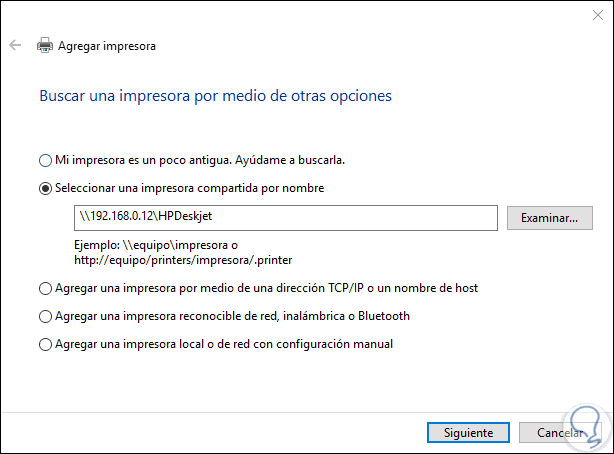 Agregar impresora
Buscar una impresora por medio de otras opciones
Mi impresora es un poco antigua. Ayúdame a buscarla.
Seleccionar una impresora compartida por nombre
\\192.168.0.12\HPDeskjet
Examinar...
Ejemplo: \\equipo\impresora o
http://equipo/printers/impresora/.printer
Agregar una impresora por medio de una dirección TCP/IP o un nombre de host
Agregar una impresora reconocible de red, inalámbrica o Bluetooth
Agregar una impresora local o de red con configuración manual
Siguiente
Cancelar